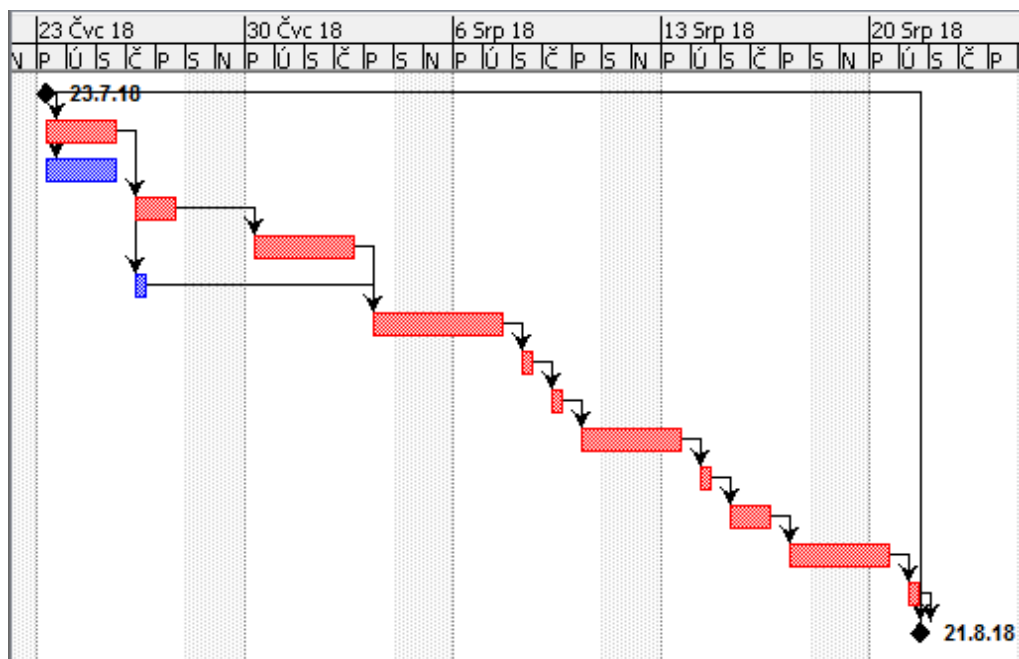 23 Čvc 18 30 Čvc 18 6 Srp 18 13 Srp 18 20 Srp 18
N P Ú S Č P S N P Ú S Č P S N P Ú S Č P S N P Ú S Č P S N P Ú S Č P
23.7.18
21.8.18